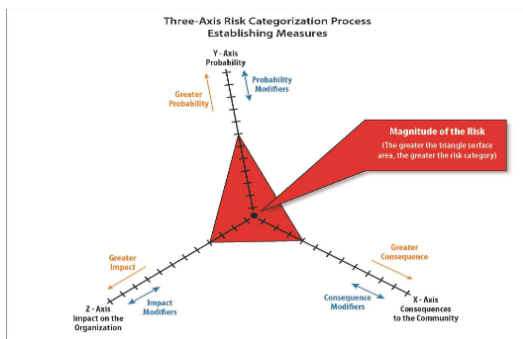 Three-Axis Risk Categorization Process
Establishing Measures
Y - Axis
Probability
Probability
Modifiers
Greater
Probability
Magnitude of the Risk
(The greater the triangle surface
area, the greater the risk category)
Greater
Consequence
Greater
Impact
Z - Axis
Impact on the
Organization
Impact
Modifiers
Consequence
Modifiers
X - Axis
Consequences
to the Community